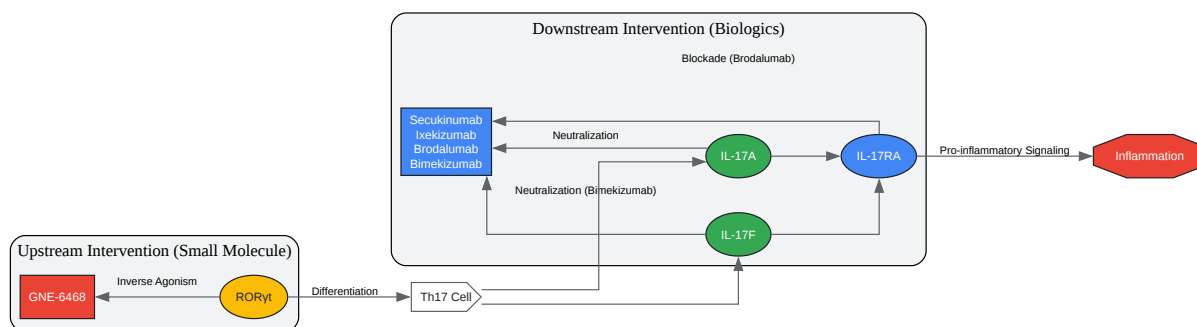 Downstream Intervention (Biologics)
Blockade (Brodalumab)
Secukinumab
Ixekizumab
Brodalumab
Bimekizumab
Neutralization
IL-17A
IL-17RA
Pro-inflammatory Signaling
Inflammation
Neutralization (Bimekizumab)
IL-17F
Upstream Intervention (Small Molecule)
GNE-6468
Inverse Agonism
RORγt
Differentiation
Th17 Cell